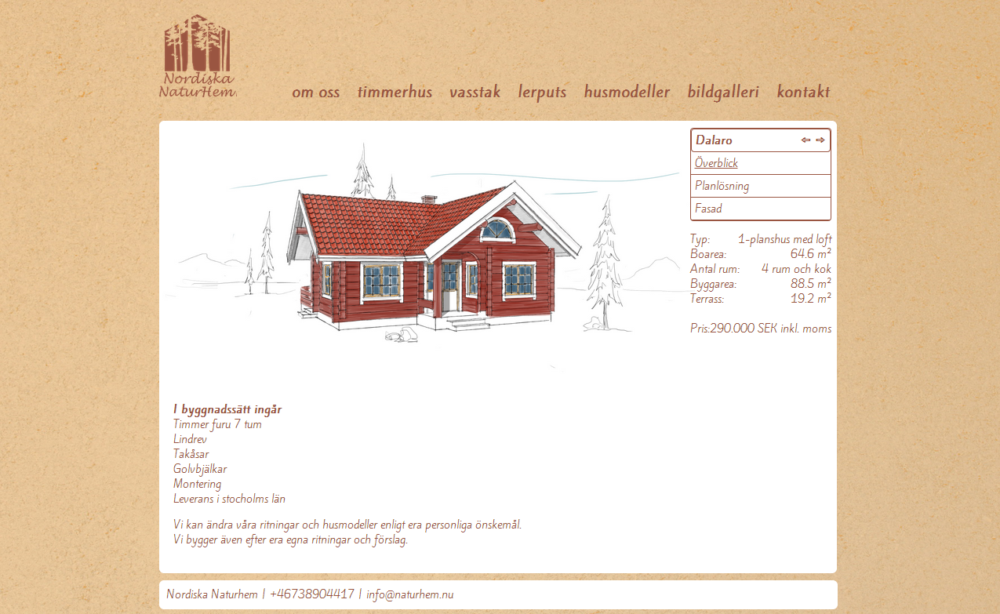 Nordiska
NaturHem
om oss timmerhus vasstak lerputs husmodeller bildgalleri kontakt
Dalaro
Överblick
Planlösning
Fasad
Typ: 1-planshus med loft
Boarea: 64.6 m²
Antal rum: 4 rum och kok
Byggarea: 88.5 m²
Terrass: 19.2 m²
Pris:290.000 SEK inkl. moms
I byggnadssätt ingår
Timmer furu 7 tum
Lindrev
Takåsar
Golvbjälkar
Montering
Leverans i stocholms län
Vi kan ändra våra ritningar och husmodeller enligt era personliga önskemål.
Vi bygger även efter era egna ritningar och förslag.
Nordiska Naturhem | +46738904417 | info@naturhem.nu